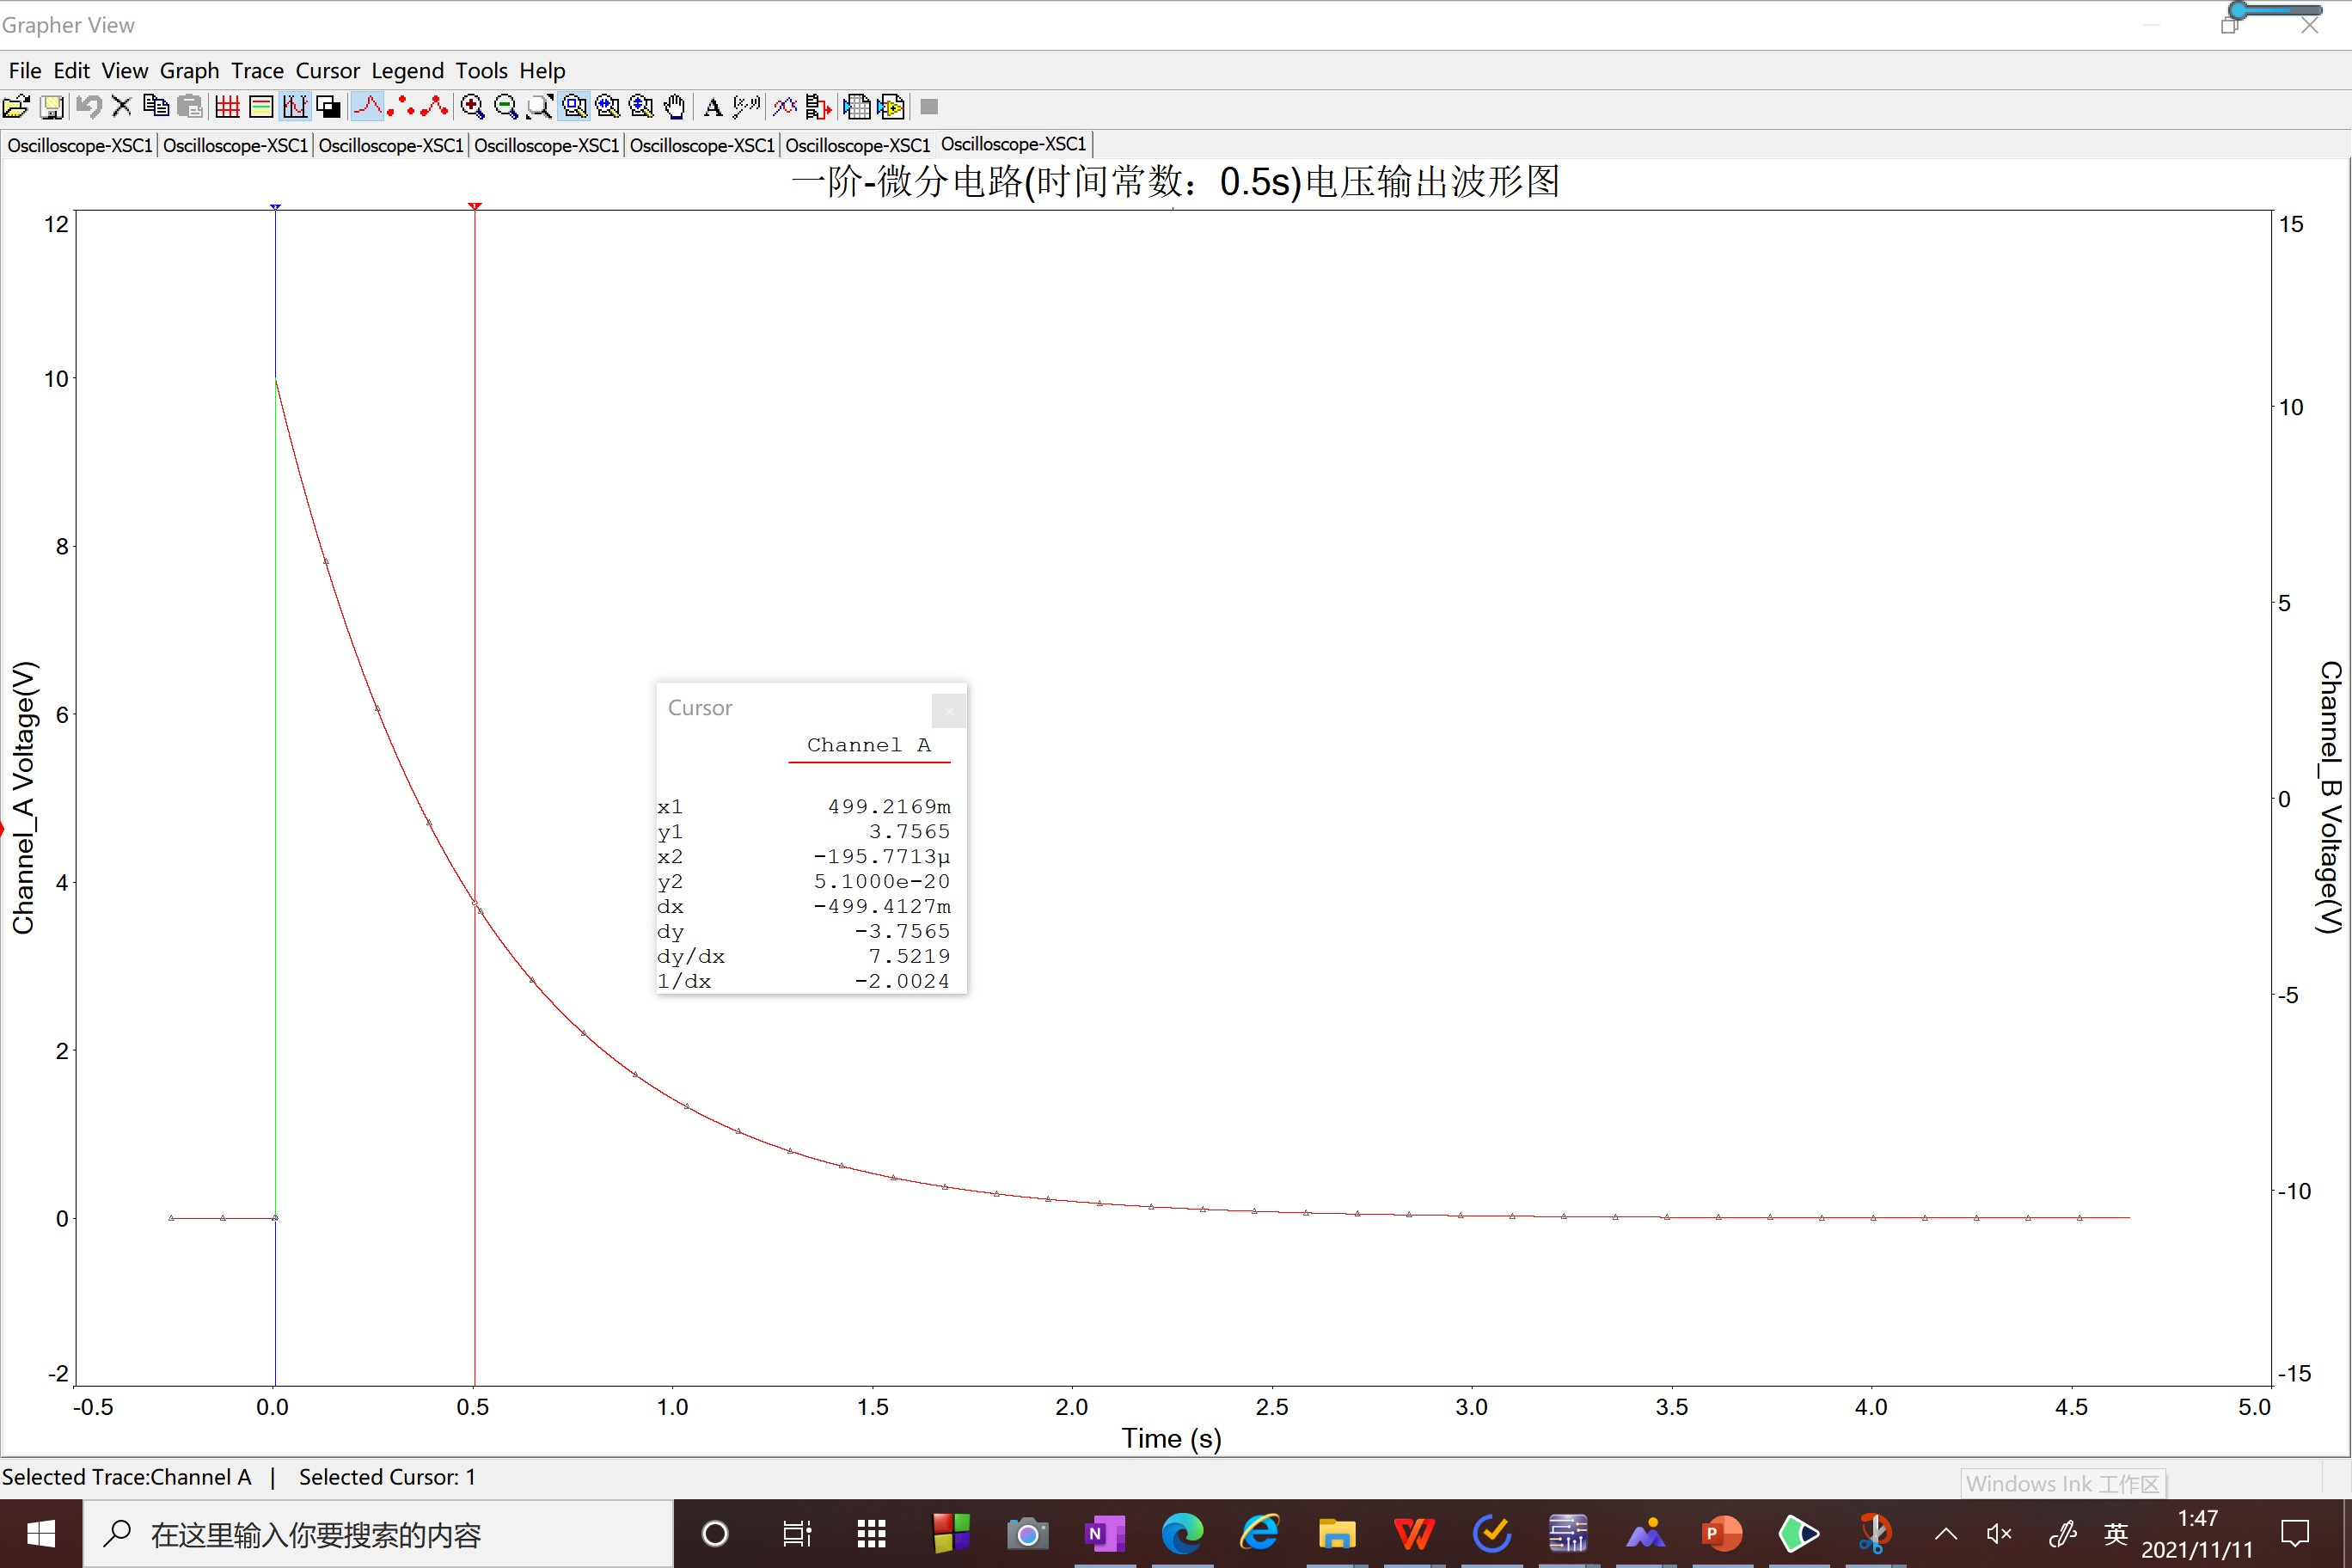 Grapher View
File Edit View Graph Trace Cursor Legend Tools Help
Oscilloscope-XSC1 Oscilloscope-XSC1 Oscilloscope-XSC1 Oscilloscope-XSC1 Oscilloscope-XSC1 Oscilloscope-XSC1 Oscilloscope-XSC1
一阶-微分电路(时间常数：0.5s)电压输出波形图
12
10
8
6
4
2
0
-2
Channel_A Voltage(V)
Cursor
Channel A
x1 499.2169m
y1 3.7565
x2 -195.7713µ
y2 5.1000e-20
dx -499.4127m
dy -3.7565
dy/dx 7.5219
1/dx -2.0024
15
10
5
0
-5
-10
-15
Channel_B Voltage(V)
-0.5 0.0 0.5 1.0 1.5 2.0 2.5 3.0 3.5 4.0 4.5 5.0
Time (s)
Selected Trace:Channel A | Selected Cursor: 1
Windows Ink 工作区
在这里输入你要搜索的内容
英
1:47
2021/11/11